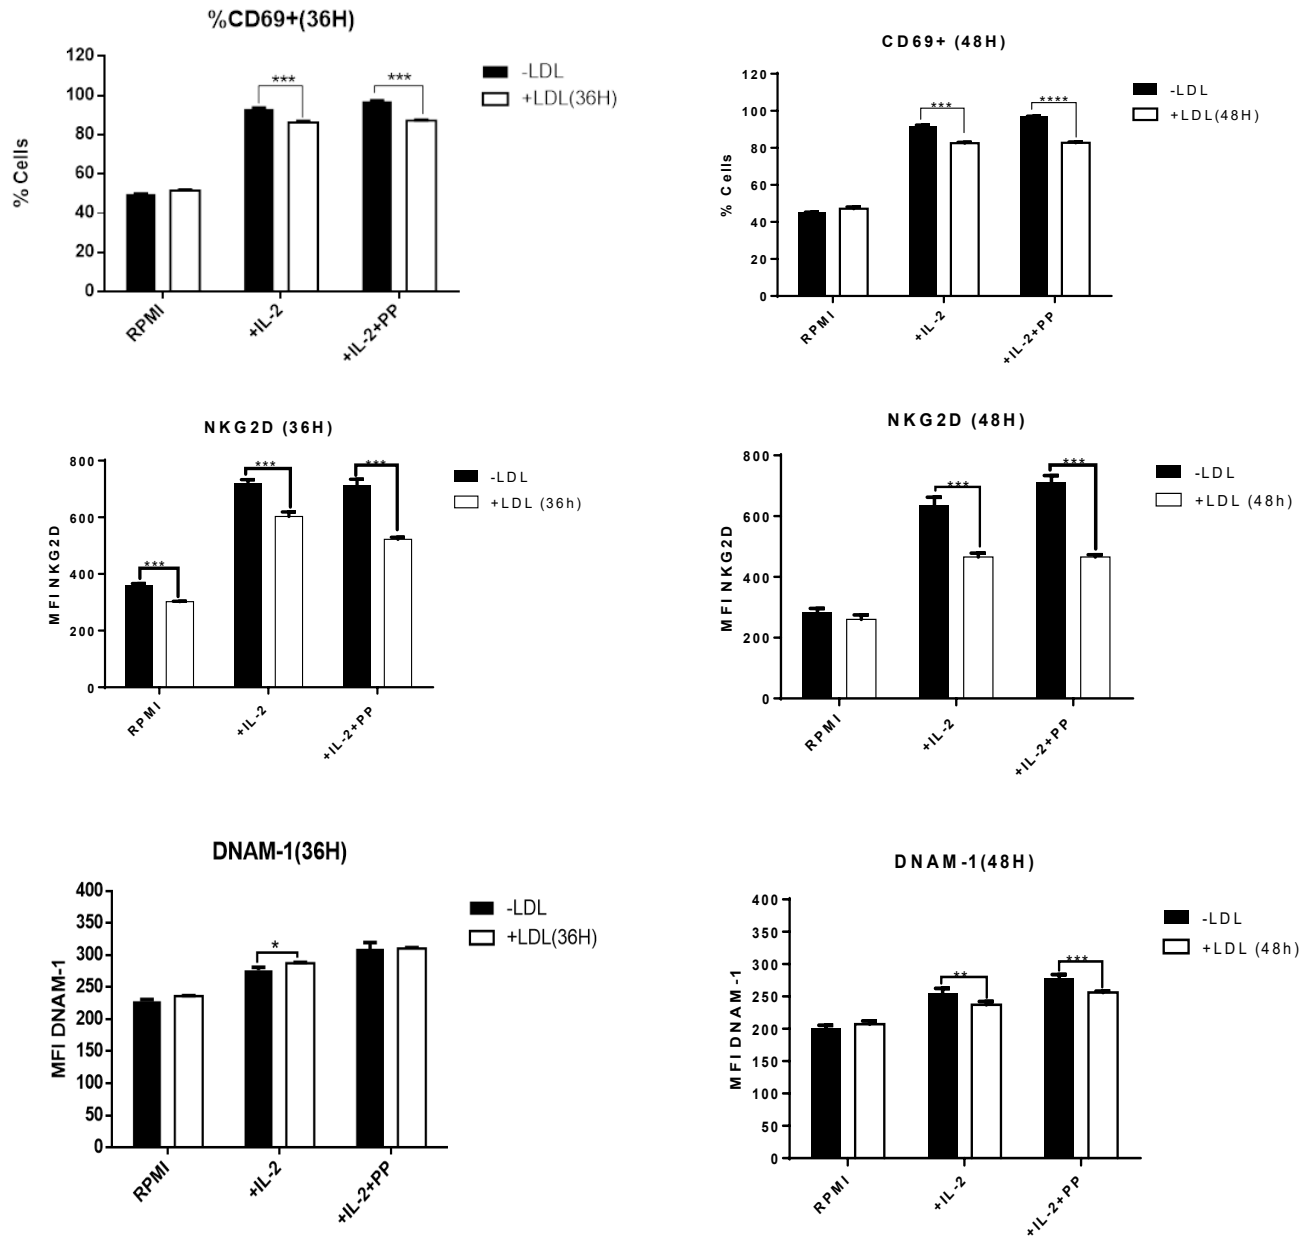 %CD69+(36H)
120
100
80
60
40
20
0
% Cells
***
***
-LDL
+LDL(36H)
RPMI
+IL-2
+IL-2+PP
CD69+ (48H)
120
100
80
60
40
20
0
% Cells
***
****
-LDL
+LDL(48H)
RPMI
+IL-2
+IL-2+PP
NKG2D (36H)
800
600
400
200
0
MFI NKG2D
***
***
***
-LDL
+LDL (36h)
RPMI
+IL-2
+IL-2+PP
NKG2D (48H)
800
600
400
200
0
MFI NKG2D
***
***
-LDL
+LDL (48h)
RPMI
+IL-2
+IL-2+PP
DNAM-1(36H)
400
350
300
250
200
150
100
50
0
MFI DNAM-1
*
-LDL
+LDL(36H)
RPMI
+IL-2
+IL-2+PP
DNAM-1(48H)
400
350
300
250
200
150
100
50
0
MFI DNAM-1
**
***
-LDL
+LDL (48h)
RPMI
+IL-2
+IL-2+PP